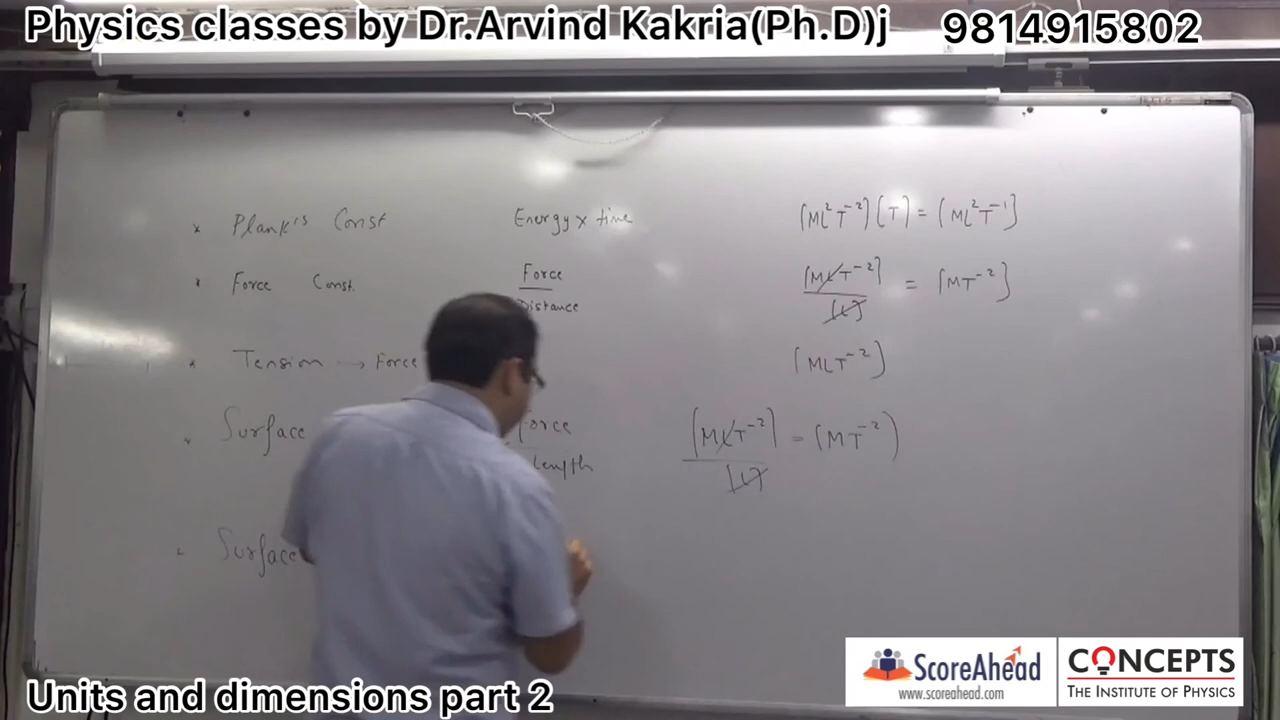 Physics classes by Dr.Arvind Kakria(Ph.D)j 9814915802
* Plank's Const Energy x time [ML²T⁻²][T] = [ML²T⁻¹]
* Force Const. Force / Distance [MLT⁻²] / [L] = [MT⁻²]
* Tension → Force [MLT⁻²]
* Surface Force / Length [MLT⁻²] / [L] = [MT⁻²]
Surface
ScoreAhead
www.scoreahead.com
CONCEPTS
THE INSTITUTE OF PHYSICS
Units and dimensions part 2